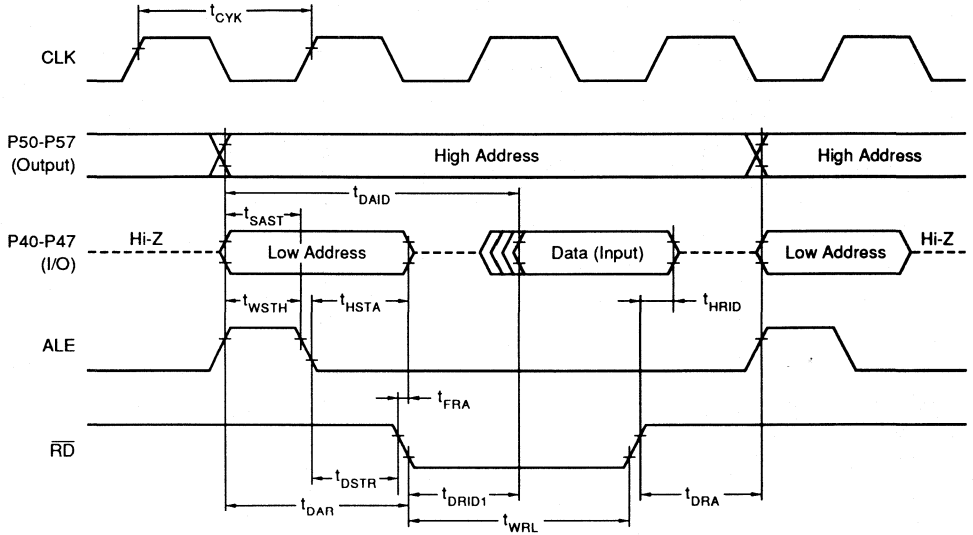 tCYK
CLK
P50-P57
(Output)
High Address
High Address
tDAID
tSAST
P40-P47
(I/O)
Hi-Z
Low Address
Data (Input)
Low Address
Hi-Z
tWSTH
tHSTA
tHRID
ALE
tFRA
RD
tDSTR
tDRID1
tDRA
tDAR
tWRL